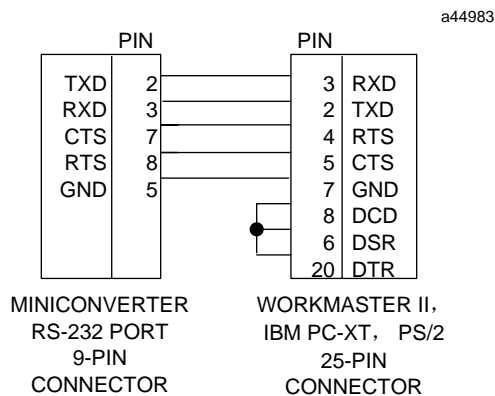 a44983
PIN PIN
TXD 2 3 RXD
RXD 3 2 TXD
CTS 7 4 RTS
RTS 8 5 CTS
GND 5 7 GND
8 DCD
6 DSR
20 DTR
MINICONVERTER
RS-232 PORT
9-PIN
CONNECTOR
WORKMASTER II,
IBM PC-XT, PS/2
25-PIN
CONNECTOR